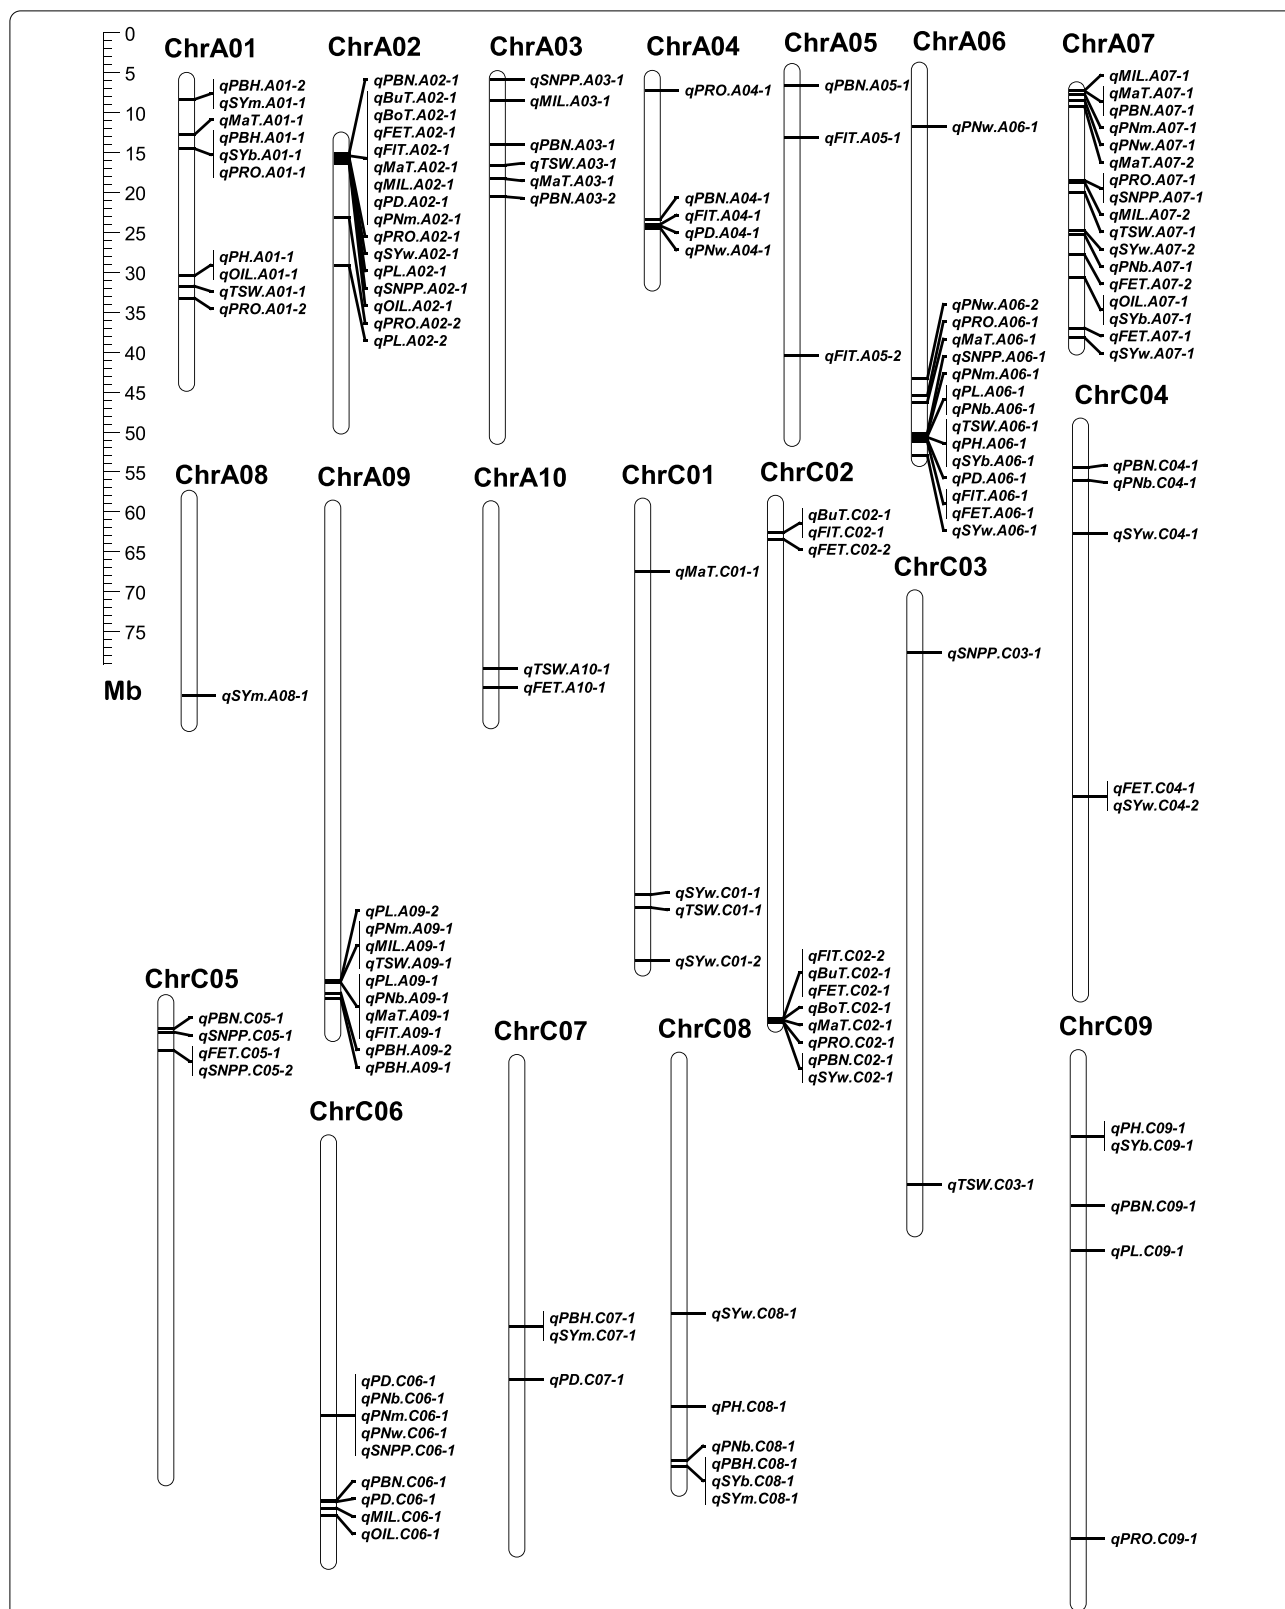 0
5
10
15
20
25
30
35
40
45
50
55
60
65
70
75
Mb
ChrA01
qPBH.A01-2
qSYm.A01-1
qMaT.A01-1
qPBH.A01-1
qSYb.A01-1
qPRO.A01-1
qPH.A01-1
qOIL.A01-1
qTSW.A01-1
qPRO.A01-2
ChrA02
qPBN.A02-1
qBuT.A02-1
qBoT.A02-1
qFET.A02-1
qFIT.A02-1
qMaT.A02-1
qMIL.A02-1
qPD.A02-1
qPNm.A02-1
qPRO.A02-1
qSYw.A02-1
qPL.A02-1
qSNPP.A02-1
qOIL.A02-1
qPRO.A02-2
qPL.A02-2
ChrA03
qSNPP.A03-1
qMIL.A03-1
qPBN.A03-1
qTSW.A03-1
qMaT.A03-1
qPBN.A03-2
ChrA04
qPRO.A04-1
qPBN.A04-1
qFIT.A04-1
qPD.A04-1
qPNw.A04-1
ChrA05
qPBN.A05-1
qFIT.A05-1
qFIT.A05-2
ChrA06
qPNw.A06-1
qPNw.A06-2
qPRO.A06-1
qMaT.A06-1
qSNPP.A06-1
qPNm.A06-1
qPL.A06-1
qPNb.A06-1
qTSW.A06-1
qPH.A06-1
qSYb.A06-1
qPD.A06-1
qFIT.A06-1
qFET.A06-1
qSYw.A06-1
ChrA07
qMIL.A07-1
qMaT.A07-1
qPBN.A07-1
qPNm.A07-1
qPNw.A07-1
qMaT.A07-2
qPRO.A07-1
qSNPP.A07-1
qMIL.A07-2
qTSW.A07-1
qSYw.A07-2
qPNb.A07-1
qFET.A07-2
qOIL.A07-1
qSYb.A07-1
qFET.A07-1
qSYw.A07-1
ChrA08
qSYm.A08-1
ChrA09
qPL.A09-2
qPNm.A09-1
qMIL.A09-1
qTSW.A09-1
qPL.A09-1
qPNb.A09-1
qMaT.A09-1
qFIT.A09-1
qPBH.A09-2
qPBH.A09-1
ChrA10
qTSW.A10-1
qFET.A10-1
ChrC01
qMaT.C01-1
qSYw.C01-1
qTSW.C01-1
qSYw.C01-2
ChrC02
qBuT.C02-1
qFIT.C02-1
qFET.C02-2
qFIT.C02-2
qBuT.C02-1
qFET.C02-1
qBoT.C02-1
qMaT.C02-1
qPRO.C02-1
qPBN.C02-1
qSYw.C02-1
ChrC03
qSNPP.C03-1
qTSW.C03-1
ChrC04
qPBN.C04-1
qPNb.C04-1
qSYw.C04-1
qFET.C04-1
qSYw.C04-2
ChrC05
qPBN.C05-1
qSNPP.C05-1
qFET.C05-1
qSNPP.C05-2
ChrC06
qPD.C06-1
qPNb.C06-1
qPNm.C06-1
qPNw.C06-1
qSNPP.C06-1
qPBN.C06-1
qPD.C06-1
qMIL.C06-1
qOIL.C06-1
ChrC07
qPBH.C07-1
qSYm.C07-1
qPD.C07-1
ChrC08
qSYw.C08-1
qPH.C08-1
qPNb.C08-1
qPBH.C08-1
qSYb.C08-1
qSYm.C08-1
ChrC09
qPH.C09-1
qSYb.C09-1
qPBN.C09-1
qPL.C09-1
qPRO.C09-1